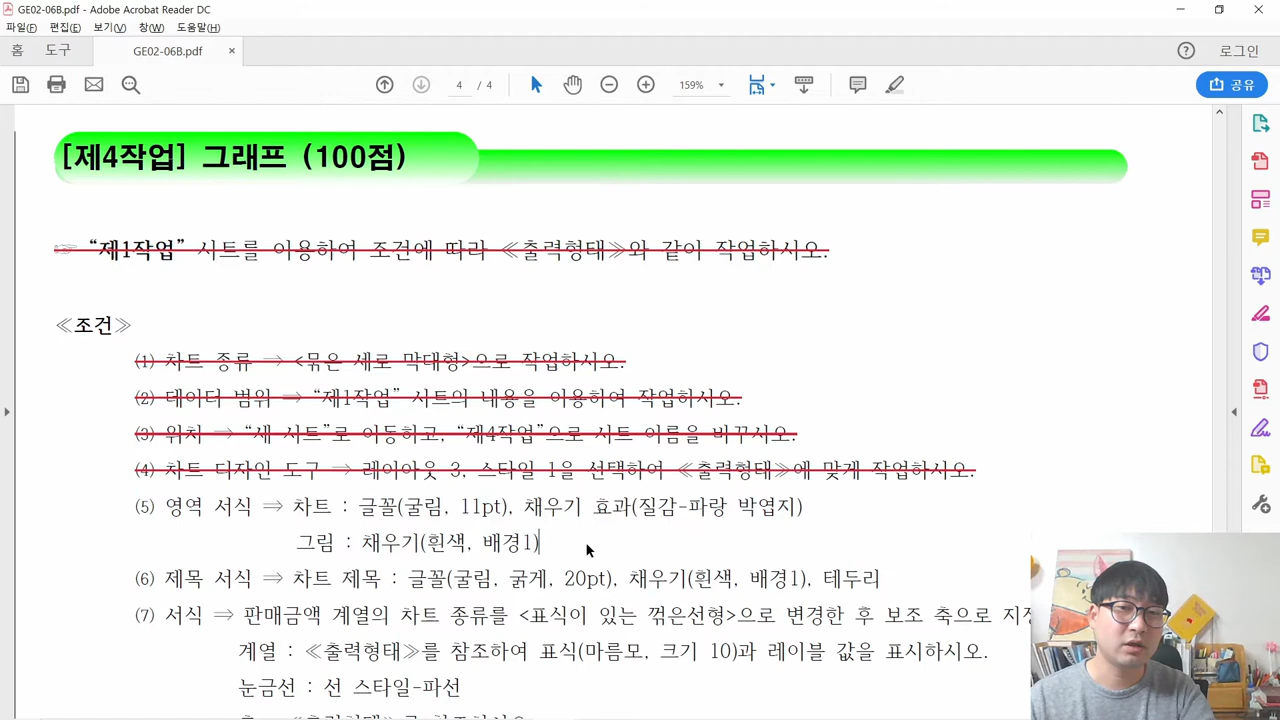 GE02-06B.pdf - Adobe Acrobat Reader DC
파일(F) 편집(E) 보기(V) 창(W) 도움말(H)
홈 도구 GE02-06B.pdf × 로그인
4 / 4 159% 공유
[제4작업] 그래프 (100점)
☞ “제1작업” 시트를 이용하여 조건에 따라 ≪출력형태≫와 같이 작업하시오.
≪조건≫
(1) 차트 종류 ⇒ <묶은 세로 막대형>으로 작업하시오.
(2) 데이터 범위 ⇒ “제1작업” 시트의 내용을 이용하여 작업하시오.
(3) 위치 ⇒ “새 시트”로 이동하고, “제4작업”으로 시트 이름을 바꾸시오.
(4) 차트 디자인 도구 ⇒ 레이아웃 3, 스타일 1을 선택하여 ≪출력형태≫에 맞게 작업하시오.
(5) 영역 서식 ⇒ 차트 : 글꼴(굴림, 11pt), 채우기 효과(질감-파랑 박엽지)
그림 : 채우기(흰색, 배경1)
(6) 제목 서식 ⇒ 차트 제목 : 글꼴(굴림, 굵게, 20pt), 채우기(흰색, 배경1), 테두리
(7) 서식 ⇒ 판매금액 계열의 차트 종류를 <표식이 있는 꺾은선형>으로 변경한 후 보조 축으로
계열 : ≪출력형태≫를 참조하여 표식(마름모, 크기 10)과 레이블 값을 표시하시오.
눈금선 : 선 스타일-파선